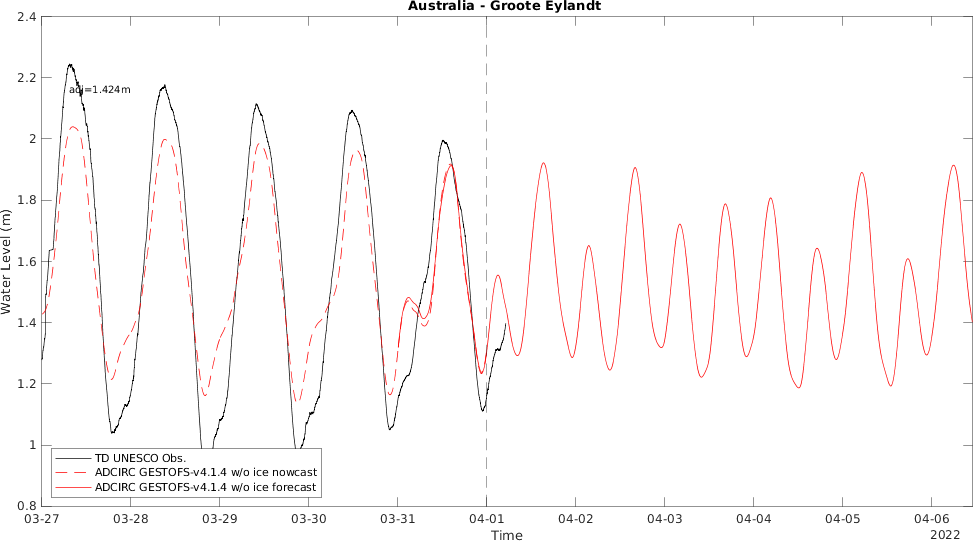 Australia - Groote Eylandt
Water Level (m)
2.4
2.2
2
1.8
1.6
1.4
1.2
1
0.8
adj=1.424m
TD UNESCO Obs.
ADCIRC GESTOFS-v4.1.4 w/o ice nowcast
ADCIRC GESTOFS-v4.1.4 w/o ice forecast
03-27 03-28 03-29 03-30 03-31 04-01 04-02 04-03 04-04 04-05 04-06
Time
2022